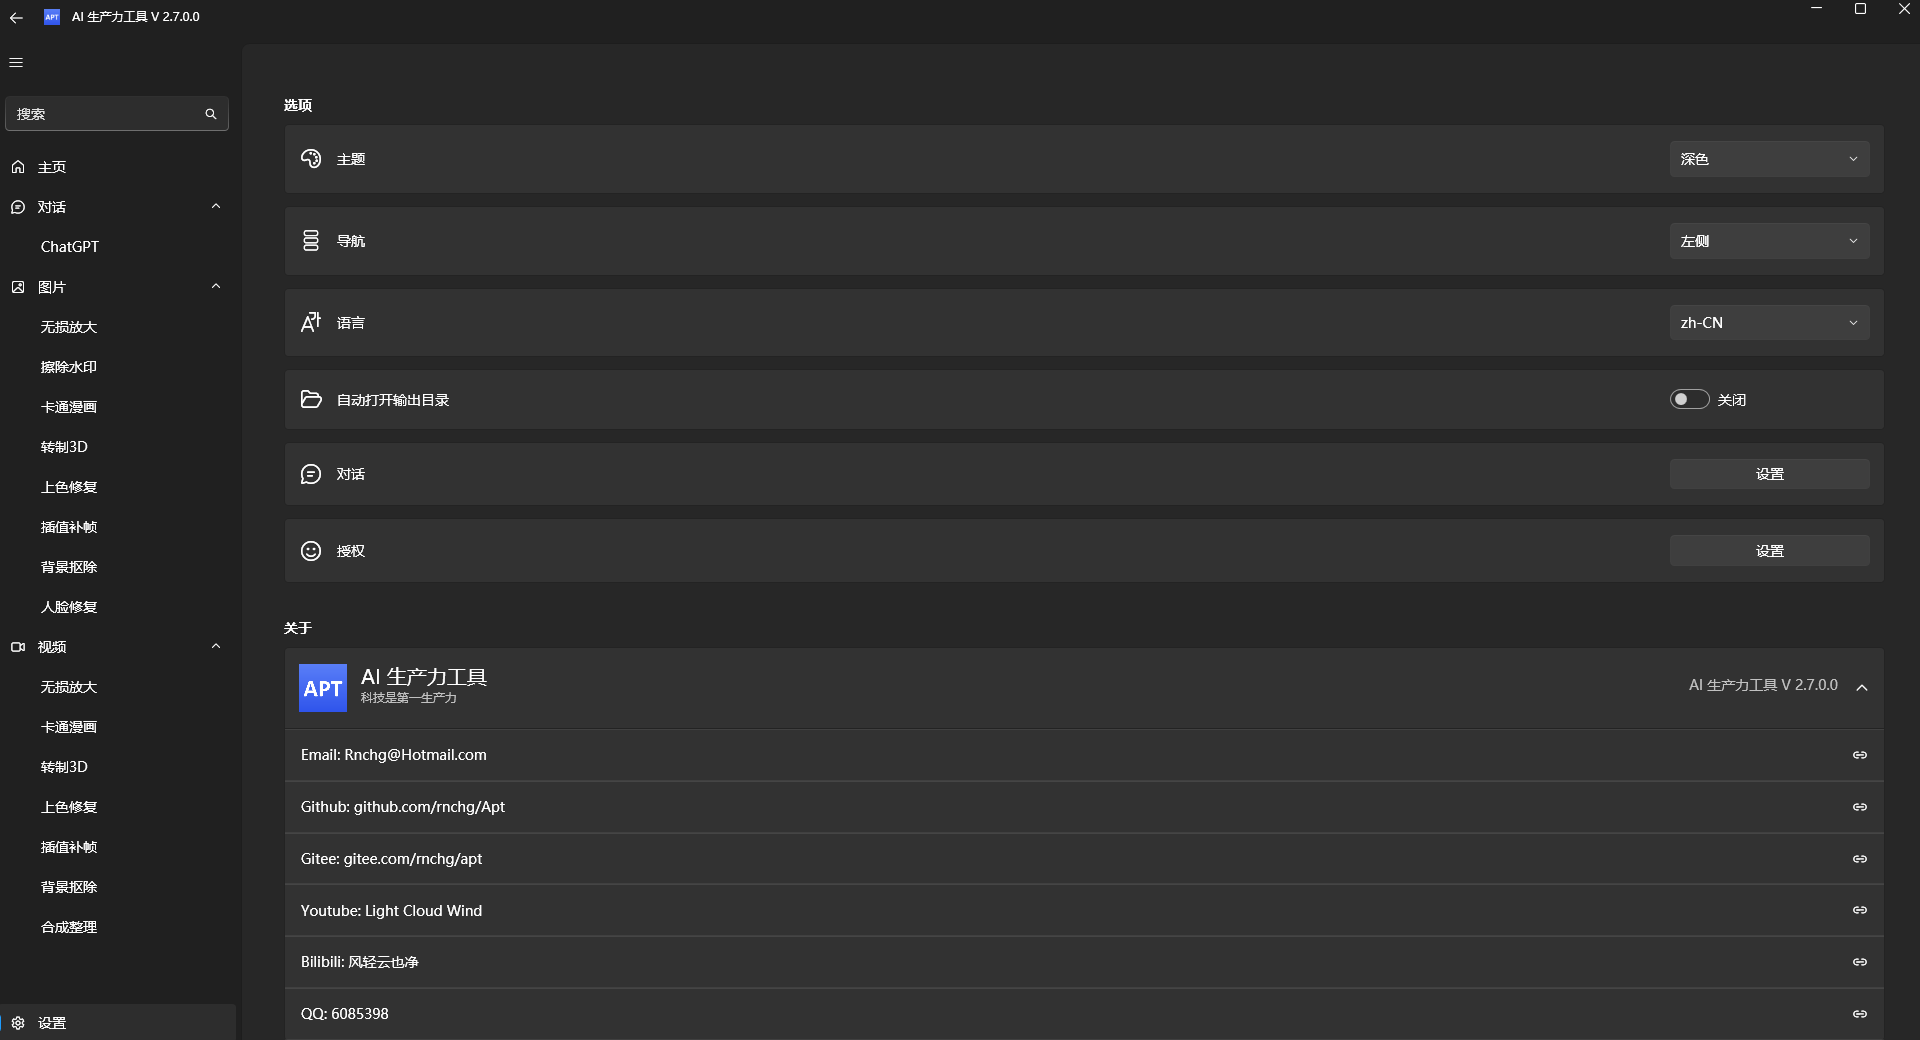 APT AI 生产力工具 V 2.7.0.0
搜索
主页
对话
ChatGPT
图片
无损放大
擦除水印
卡通漫画
转制3D
上色修复
插值补帧
背景抠除
人脸修复
视频
无损放大
卡通漫画
转制3D
上色修复
插值补帧
背景抠除
合成整理
设置
选项
主题 深色
导航 左侧
语言 zh-CN
自动打开输出目录 关闭
对话 设置
授权 设置
关于
APT AI 生产力工具
科技是第一生产力
AI 生产力工具 V 2.7.0.0
Email: Rnchg@Hotmail.com
Github: github.com/rnchg/Apt
Gitee: gitee.com/rnchg/apt
Youtube: Light Cloud Wind
Bilibili: 风轻云也净
QQ: 6085398